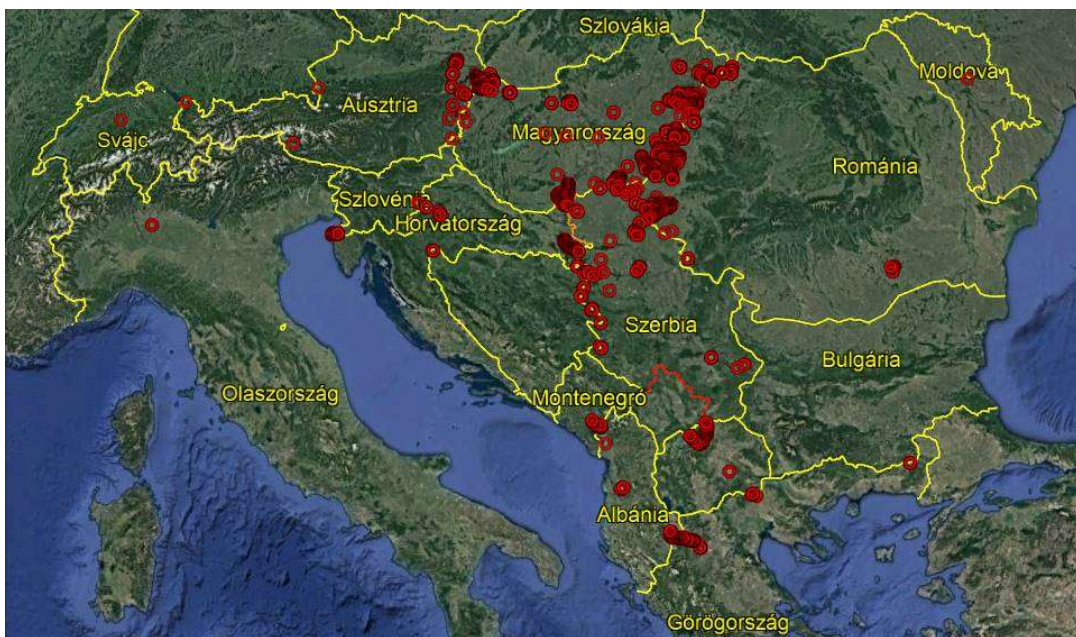 Szlovákia
Moldova
Ausztria
Magyarország
Svájc
Románia
Szlovénia
Horvátország
Szerbia
Bulgária
Olaszország
Montenegró
Albánia
Görögország